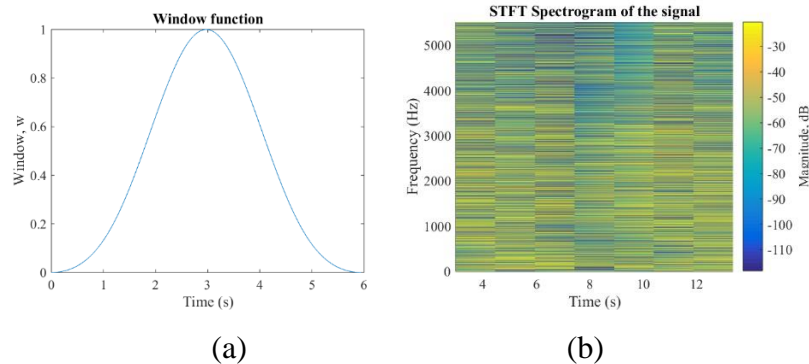 Window function
1
0.8
0.6
0.4
0.2
0
Window, w
0 1 2 3 4 5 6
Time (s)
(a)
STFT Spectrogram of the signal
5000
4000
3000
2000
1000
0
Frequency (Hz)
4 6 8 10 12
Time (s)
-30
-40
-50
-60
-70
-80
-90
-100
-110
Magnitude, dB
(b)